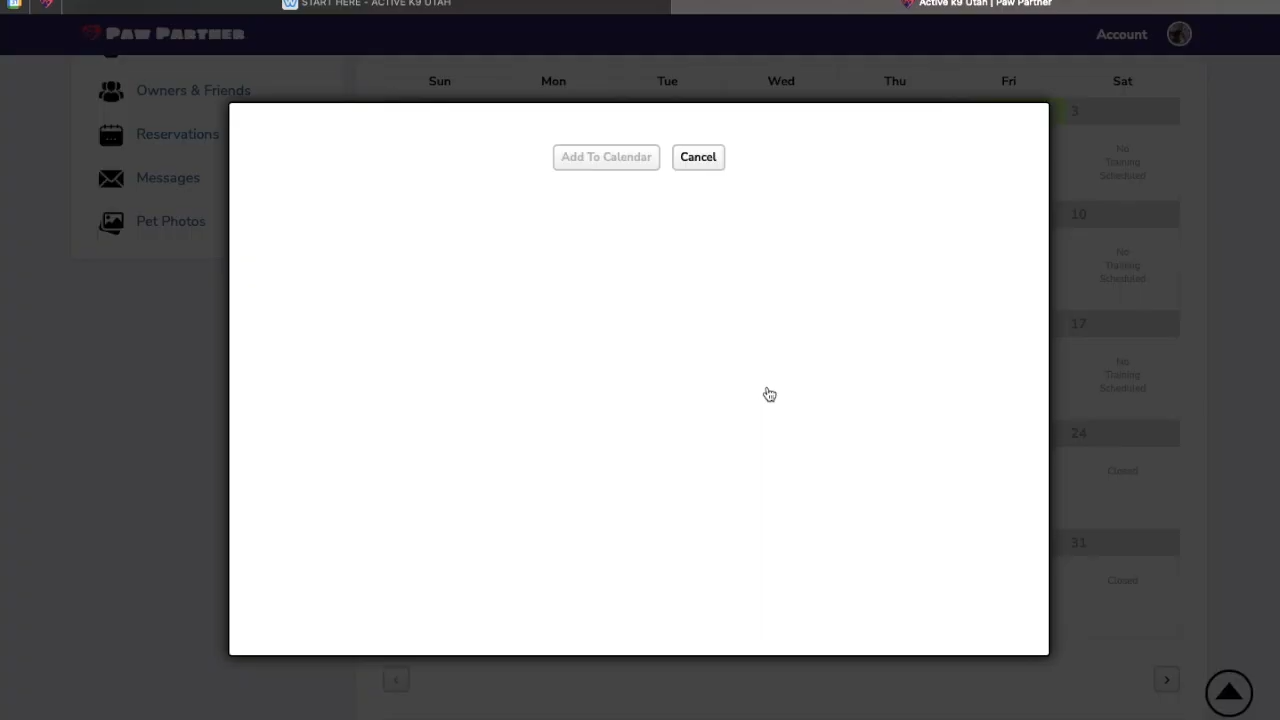 START HERE - ACTIVE K9 UTAH
Active K9 Utah | Paw Partner
PAW PARTNER
Account
Sun Mon Tue Wed Thu Fri Sat
Owners & Friends
Reservations
Messages
Pet Photos
Add To Calendar
Cancel
3
No
Training
Scheduled
10
No
Training
Scheduled
17
No
Training
Scheduled
24
Closed
31
Closed
<
>